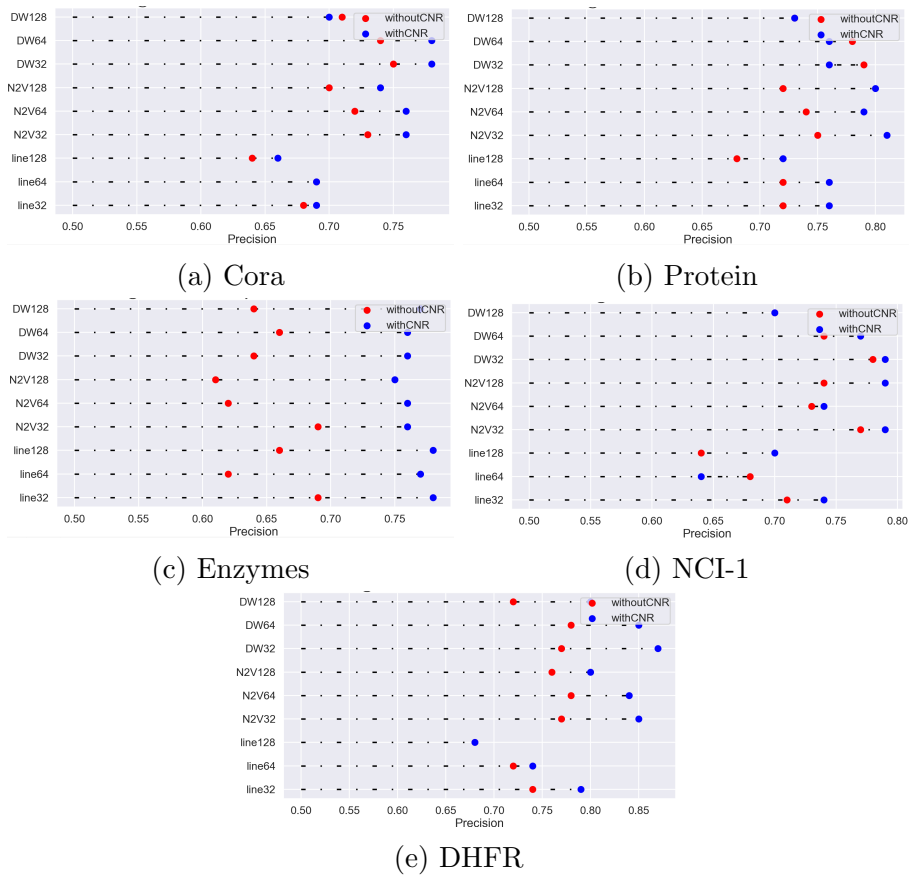 DW128
DW64
DW32
N2V128
N2V64
N2V32
line128
line64
line32
withoutCNR
withCNR
0.50 0.55 0.60 0.65 0.70 0.75
Precision
(a) Cora
DW128
DW64
DW32
N2V128
N2V64
N2V32
line128
line64
line32
withoutCNR
withCNR
0.50 0.55 0.60 0.65 0.70 0.75 0.80
Precision
(b) Protein
DW128
DW64
DW32
N2V128
N2V64
N2V32
line128
line64
line32
withoutCNR
withCNR
0.50 0.55 0.60 0.65 0.70 0.75
Precision
(c) Enzymes
DW128
DW64
DW32
N2V128
N2V64
N2V32
line128
line64
line32
withoutCNR
withCNR
0.50 0.55 0.60 0.65 0.70 0.75 0.80
Precision
(d) NCI-1
DW128
DW64
DW32
N2V128
N2V64
N2V32
line128
line64
line32
withoutCNR
withCNR
0.50 0.55 0.60 0.65 0.70 0.75 0.80 0.85
Precision
(e) DHFR